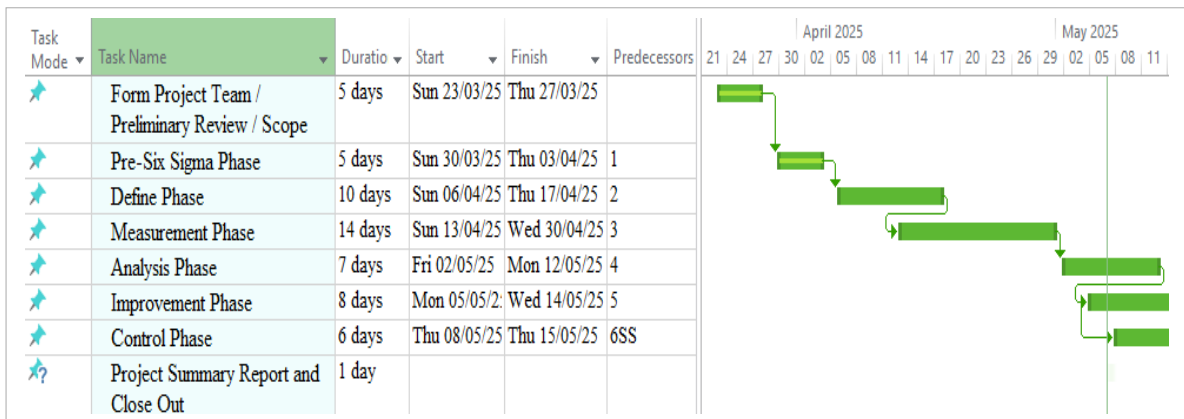 Task Mode Task Name Duratio Start Finish Predecessors
April 2025 May 2025
21 24 27 30 02 05 08 11 14 17 20 23 26 29 02 05 08 11
Form Project Team / Preliminary Review / Scope 5 days Sun 23/03/25 Thu 27/03/25
Pre-Six Sigma Phase 5 days Sun 30/03/25 Thu 03/04/25 1
Define Phase 10 days Sun 06/04/25 Thu 17/04/25 2
Measurement Phase 14 days Sun 13/04/25 Wed 30/04/25 3
Analysis Phase 7 days Fri 02/05/25 Mon 12/05/25 4
Improvement Phase 8 days Mon 05/05/2 Wed 14/05/25 5
Control Phase 6 days Thu 08/05/25 Thu 15/05/25 6SS
? Project Summary Report and Close Out 1 day